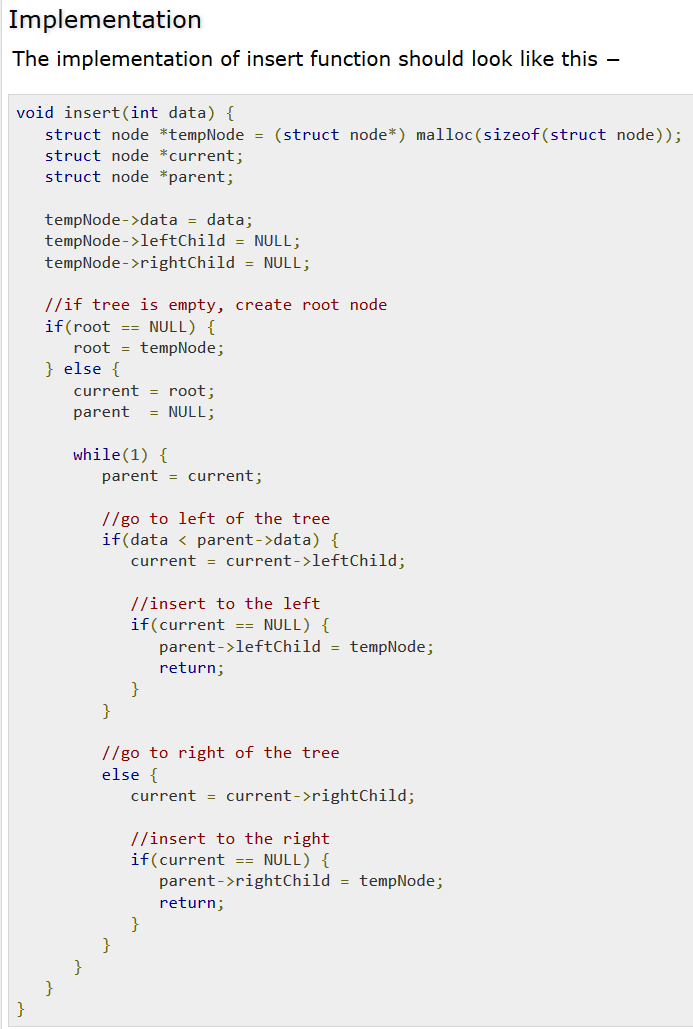 Implementation
The implementation of insert function should look like this −
void insert(int data) {
   struct node *tempNode = (struct node*) malloc(sizeof(struct node));
   struct node *current;
   struct node *parent;

   tempNode->data = data;
   tempNode->leftChild = NULL;
   tempNode->rightChild = NULL;

   //if tree is empty, create root node
   if(root == NULL) {
      root = tempNode;
   } else {
      current = root;
      parent  = NULL;

      while(1) {
         parent = current;

         //go to left of the tree
         if(data < parent->data) {
            current = current->leftChild;

            //insert to the left
            if(current == NULL) {
               parent->leftChild = tempNode;
               return;
            }
         }

         //go to right of the tree
         else {
            current = current->rightChild;

            //insert to the right
            if(current == NULL) {
               parent->rightChild = tempNode;
               return;
            }
         }
      }
   }
}